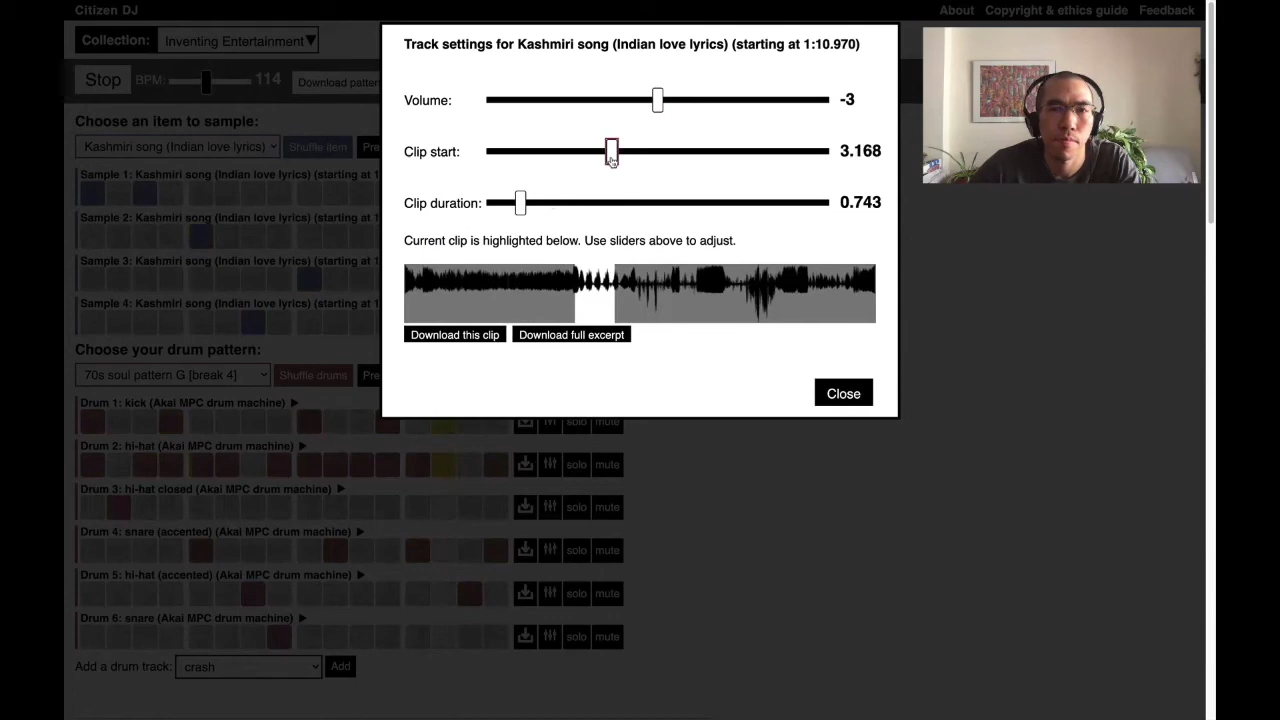 Citizen DJ
About Copyright & ethics guide Feedback
Collection: Inventing Entertainment
Stop BPM: 114 Download pattern
Choose an item to sample:
Kashmiri song (Indian love lyrics) Shuffle item Pre
Sample 1: Kashmiri song (Indian love lyrics) (starting at 1
Sample 2: Kashmiri song (Indian love lyrics) (starting at 1
Sample 3: Kashmiri song (Indian love lyrics) (starting at 1
Sample 4: Kashmiri song (Indian love lyrics) (starting at 1
Choose your drum pattern:
70s soul pattern G [break 4] Shuffle drums Pre
Drum 1: kick (Akai MPC drum machine)
solo mute
Drum 2: hi-hat (Akai MPC drum machine)
solo mute
Drum 3: hi-hat closed (Akai MPC drum machine)
solo mute
Drum 4: snare (accented) (Akai MPC drum machine)
solo mute
Drum 5: hi-hat (accented) (Akai MPC drum machine)
solo mute
Drum 6: snare (Akai MPC drum machine)
solo mute
Add a drum track: crash Add
Track settings for Kashmiri song (Indian love lyrics) (starting at 1:10.970)
Volume: -3
Clip start: 3.168
Clip duration: 0.743
Current clip is highlighted below. Use sliders above to adjust.
Download this clip Download full excerpt
Close